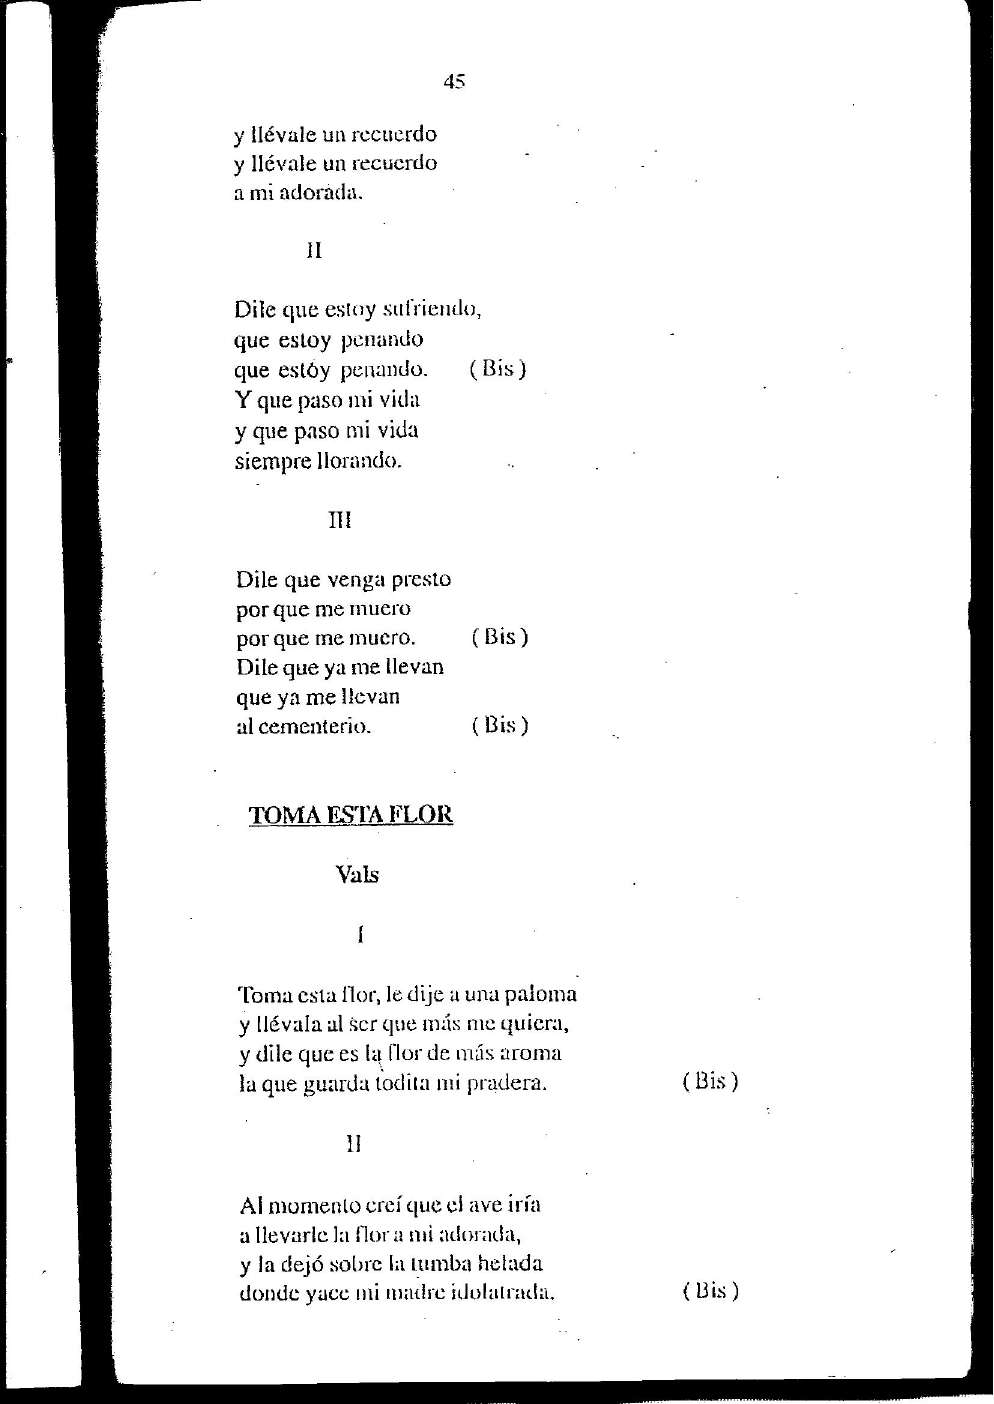 45
y llévale un recuerdo
y llévale un recuerdo
a mi adorada.
II
Dile que estoy sufriendo,
que estoy penando
que estóy penando. (Bis)
Y que paso mi vida
y que paso mi vida
siempre llorando.
III
Dile que venga presto
por que me muero
por que me muero. (Bis)
Dile que ya me llevan
que ya me llevan
al cementerio. (Bis)
TOMA ESTA FLOR
Vals
I
Toma esta flor, le dije a una paloma
y llévala al ser que más me quiera,
y dile que es la flor de más aroma
la que guarda todita mi pradera. (Bis)
II
Al momento creí que el ave iría
a llevarle la flor a mi adorada,
y la dejó sobre la tumba helada
donde yace mi madre idolatrada. (Bis)